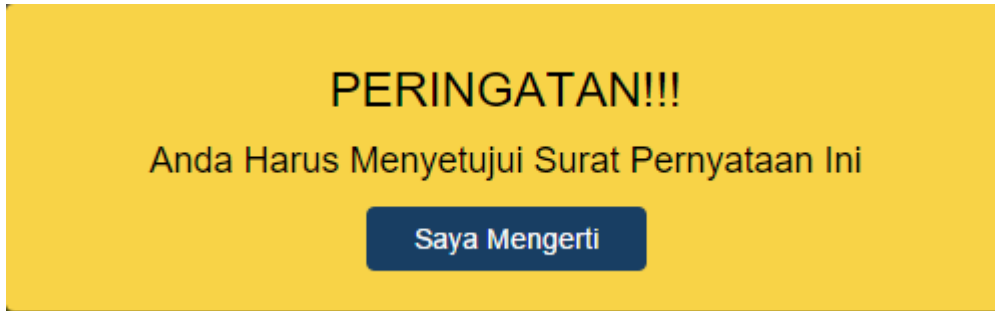 PERINGATAN!!!
Anda Harus Menyetujui Surat Pernyataan Ini
Saya Mengerti